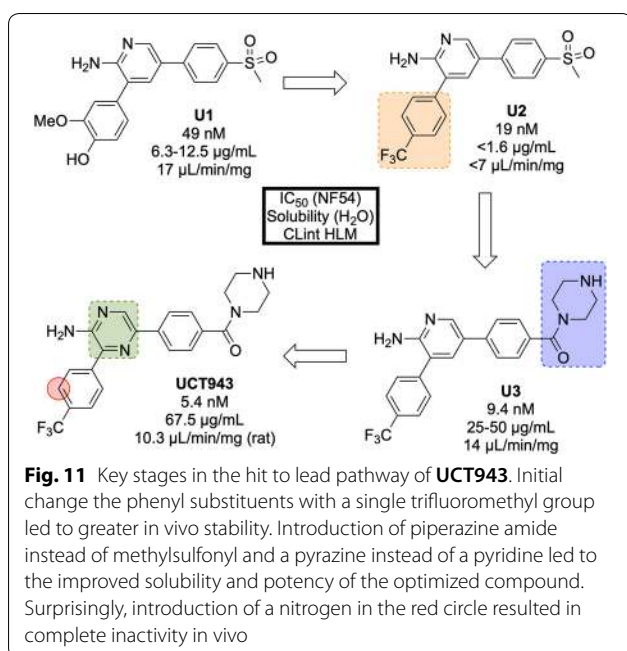 N
H₂N
O
S
O
MeO
HO
U1
49 nM
6.3-12.5 µg/mL
17 µL/min/mg
N
H₂N
O
S
O
F₃C
U2
19 nM
<1.6 µg/mL
<7 µL/min/mg
IC₅₀ (NF54)
Solubility (H₂O)
CLint HLM
NH
N
O
N
H₂N
N
F₃C
UCT943
5.4 nM
67.5 µg/mL
10.3 µL/min/mg (rat)
NH
N
O
N
H₂N
F₃C
U3
9.4 nM
25-50 µg/mL
14 µL/min/mg
Fig. 11 Key stages in the hit to lead pathway of UCT943. Initial
change the phenyl substituents with a single trifluoromethyl group
led to greater in vivo stability. Introduction of piperazine amide
instead of methylsulfonyl and a pyrazine instead of a pyridine led to
the improved solubility and potency of the optimized compound.
Surprisingly, introduction of a nitrogen in the red circle resulted in
complete inactivity in vivo